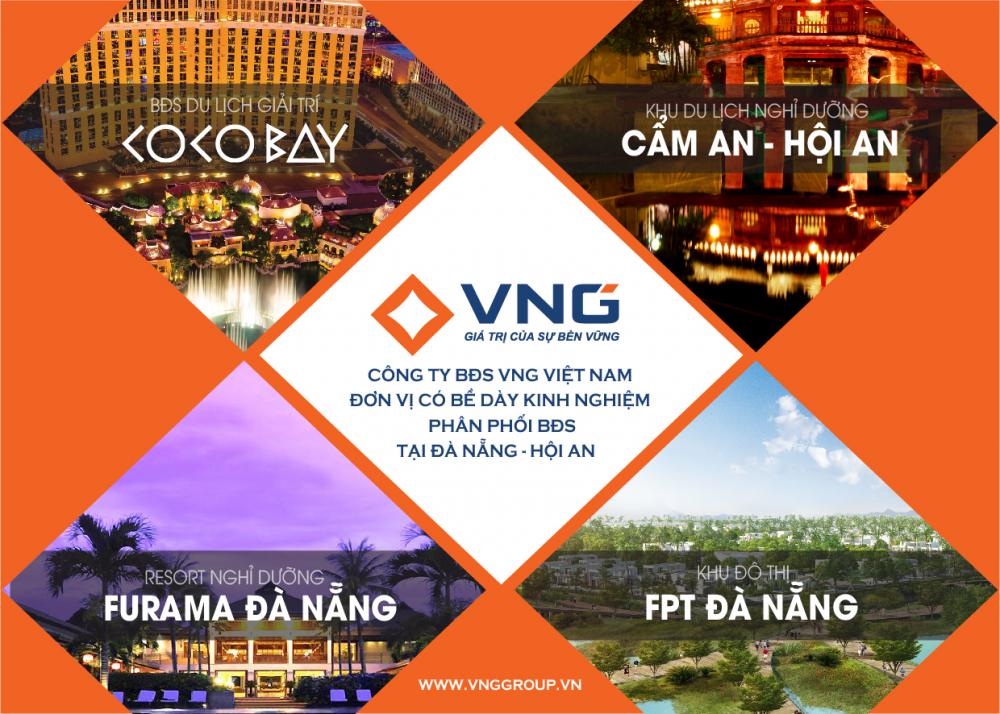 BĐS DU LỊCH GIẢI TRÍ
COCOBAY
KHU DU LỊCH NGHỈ DƯỠNG
CẨM AN - HỘI AN
VNG
GIÁ TRỊ CỦA SỰ BỀN VỮNG
CÔNG TY BĐS VNG VIỆT NAM
ĐƠN VỊ CÓ BỀ DÀY KINH NGHIỆM
PHÂN PHỐI BĐS
TẠI ĐÀ NẴNG - HỘI AN
RESORT NGHỈ DƯỠNG
FURAMA ĐÀ NẴNG
KHU ĐÔ THỊ
FPT ĐÀ NẴNG
WWW.VNGGROUP.VN